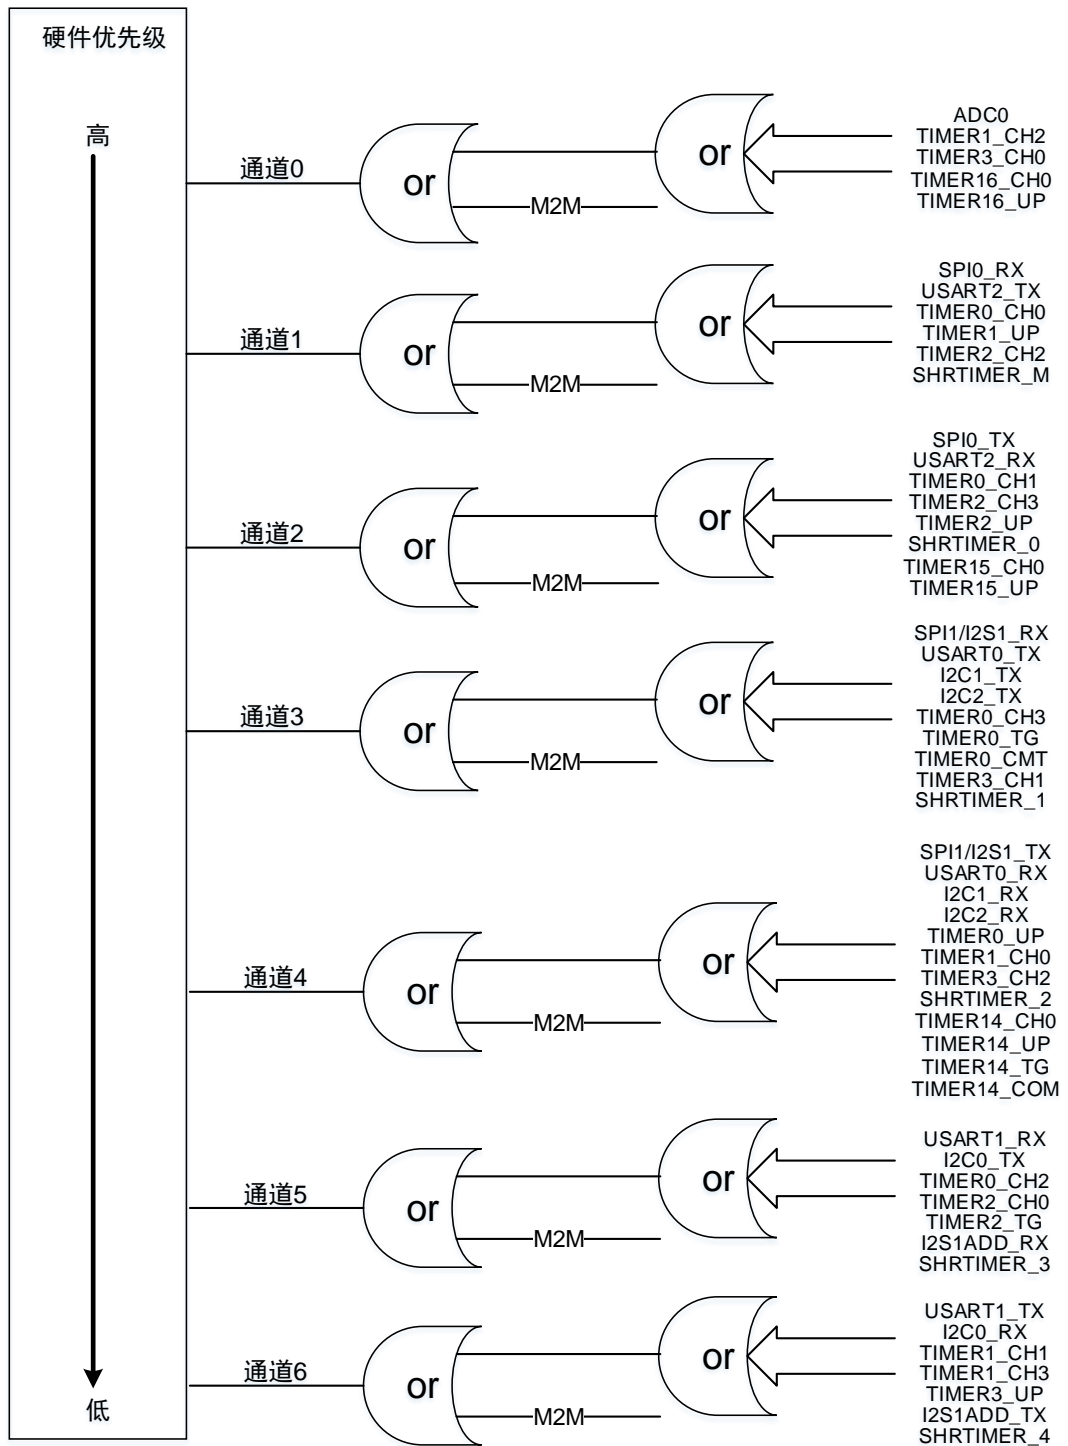 硬件优先级
高
通道0
or
M2M
or
ADC0
TIMER1_CH2
TIMER3_CH0
TIMER16_CH0
TIMER16_UP
通道1
or
M2M
or
SPI0_RX
USART2_TX
TIMER0_CH0
TIMER1_UP
TIMER2_CH2
SHRTIMER_M
通道2
or
M2M
or
SPI0_TX
USART2_RX
TIMER0_CH1
TIMER2_CH3
TIMER2_UP
SHRTIMER_0
TIMER15_CH0
TIMER15_UP
通道3
or
M2M
or
SPI1/I2S1_RX
USART0_TX
I2C1_TX
I2C2_TX
TIMER0_CH3
TIMER0_TG
TIMER0_CMT
TIMER3_CH1
SHRTIMER_1
通道4
or
M2M
or
SPI1/I2S1_TX
USART0_RX
I2C1_RX
I2C2_RX
TIMER0_UP
TIMER1_CH0
TIMER3_CH2
SHRTIMER_2
TIMER14_CH0
TIMER14_UP
TIMER14_TG
TIMER14_COM
通道5
or
M2M
or
USART1_RX
I2C0_TX
TIMER0_CH2
TIMER2_CH0
TIMER2_TG
I2S1ADD_RX
SHRTIMER_3
通道6
or
M2M
or
USART1_TX
I2C0_RX
TIMER1_CH1
TIMER1_CH3
TIMER3_UP
I2S1ADD_TX
SHRTIMER_4
低